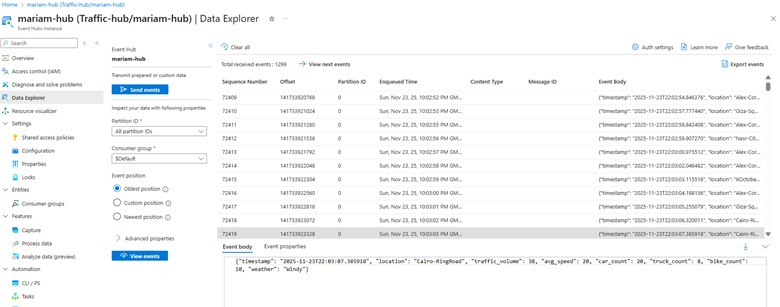 Home > mariam-hub (Traffic-hub/mariam-hub)
mariam-hub (Traffic-hub/mariam-hub) | Data Explorer
Event Hubs Instance
Search
Overview
Access control (IAM)
Diagnose and solve problems
Data Explorer
Resource visualizer
Settings
Shared access policies
Configuration
Properties
Locks
Entities
Consumer groups
Features
Capture
Process data
Analyze data (preview)
Automation
CLI / PS
Tasks
Event Hub
mariam-hub
Transmit prepared or custom data
Send events
Inspect your data with following properties
Partition ID *
All partition IDs
Consumer group *
$Default
Event position
Oldest position
Custom position
Newest position
Advanced properties
View events
Clear all
Auth settings Learn more Give feedback
Total received events : 1299 View next events Export events
Sequence Number Offset Partition ID Enqueued Time Content Type Message ID Event Body
72409 141733920768 0 Sun, Nov 23, 25, 10:02:52 PM GM... {"timestamp": "2025-11-23T22:02:54.846378", "location": "Alex-Cor...
72410 141733921024 0 Sun, Nov 23, 25, 10:02:53 PM GM... {"timestamp": "2025-11-23T22:02:57.777440", "location": "Giza-Sq...
72411 141733921280 0 Sun, Nov 23, 25, 10:02:55 PM GM... {"timestamp": "2025-11-23T22:02:58.842408", "location": "Alex-Cor...
72412 141733921536 0 Sun, Nov 23, 25, 10:02:56 PM GM... {"timestamp": "2025-11-23T22:02:59.907270", "location": "Nasr-Cit...
72413 141733921792 0 Sun, Nov 23, 25, 10:02:57 PM GM... {"timestamp": "2025-11-23T22:03:00.975512", "location": "Alex-Cor...
72414 141733922048 0 Sun, Nov 23, 25, 10:02:58 PM GM... {"timestamp": "2025-11-23T22:03:02.046482", "location": "Alex-Cor...
72415 141733922304 0 Sun, Nov 23, 25, 10:02:59 PM GM... {"timestamp": "2025-11-23T22:03:03.115516", "location": "6Octobe...
72416 141733922560 0 Sun, Nov 23, 25, 10:03:00 PM GM... {"timestamp": "2025-11-23T22:03:04.188156", "location": "Alex-Cor...
72417 141733922816 0 Sun, Nov 23, 25, 10:03:01 PM GM... {"timestamp": "2025-11-23T22:03:05.255079", "location": "Giza-Sq...
72418 141733923072 0 Sun, Nov 23, 25, 10:03:02 PM GM... {"timestamp": "2025-11-23T22:03:06.320011", "location": "Cairo-Ri...
72419 141733923328 0 Sun, Nov 23, 25, 10:03:03 PM GM... {"timestamp": "2025-11-23T22:03:07.385918", "location": "Cairo-Ri...
Event body Event properties
{"timestamp": "2025-11-23T22:03:07.385918", "location": "Cairo-RingRoad", "traffic_volume": 38, "avg_speed": 20, "car_count": 20, "truck_count": 8, "bike_count":
10, "weather": "Windy"}